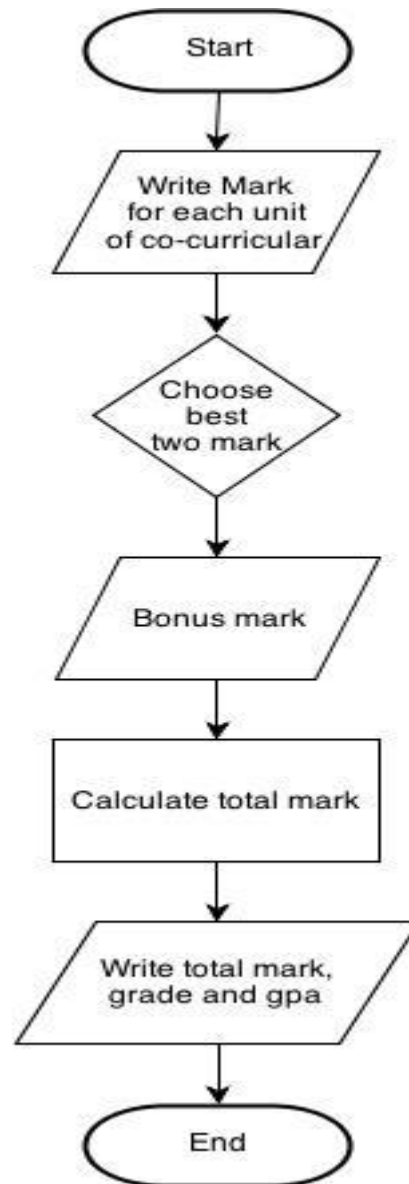 Start
Write Mark
for each unit
of co-curricular
Choose
best
two mark
Bonus mark
Calculate total mark
Write total mark,
grade and gpa
End